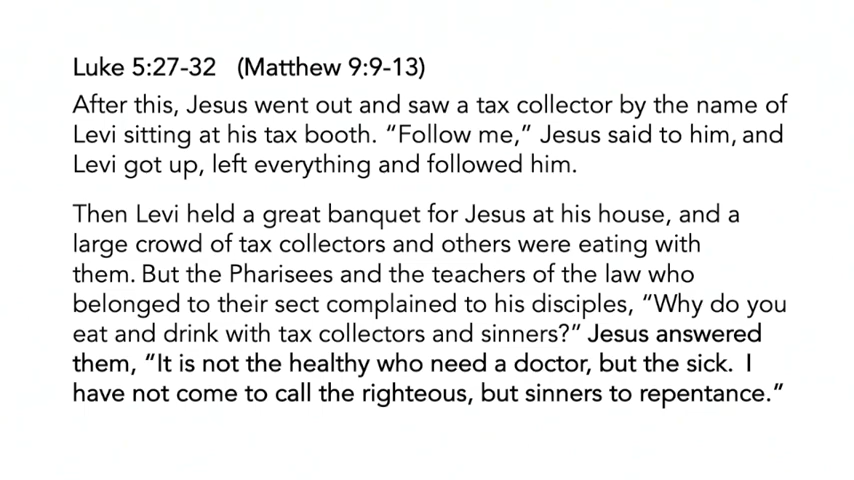 Luke 5:27-32 (Matthew 9:9-13)
After this, Jesus went out and saw a tax collector by the name of
Levi sitting at his tax booth. “Follow me,” Jesus said to him, and
Levi got up, left everything and followed him.
Then Levi held a great banquet for Jesus at his house, and a
large crowd of tax collectors and others were eating with
them. But the Pharisees and the teachers of the law who
belonged to their sect complained to his disciples, “Why do you
eat and drink with tax collectors and sinners?” Jesus answered
them, “It is not the healthy who need a doctor, but the sick. I
have not come to call the righteous, but sinners to repentance.”